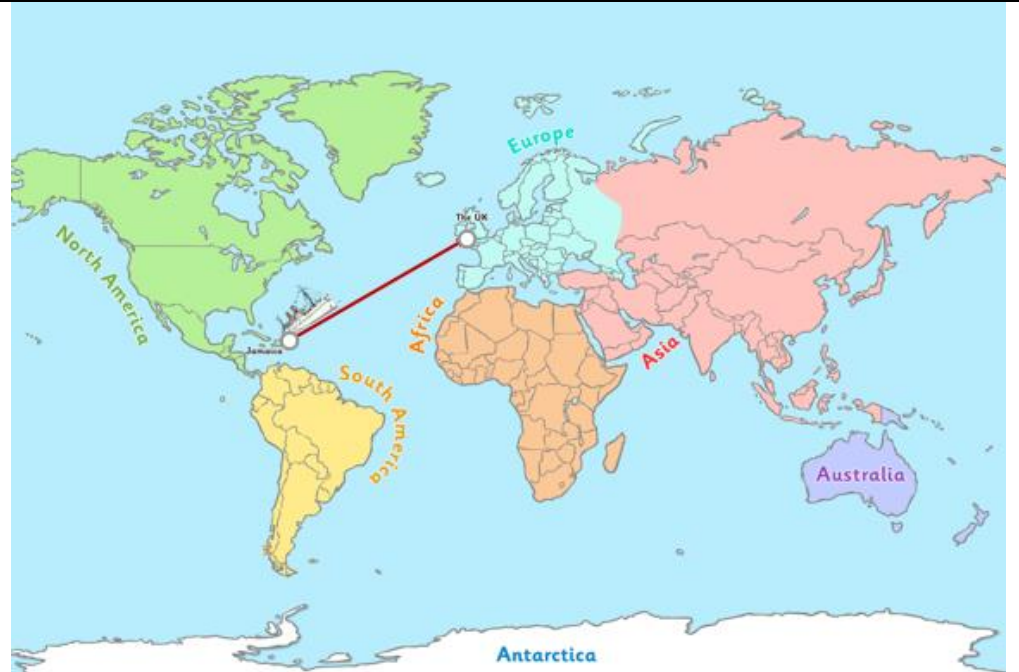 Europe
The UK
North America
Africa
Jamaica
Asia
South America
Australia
Antarctica